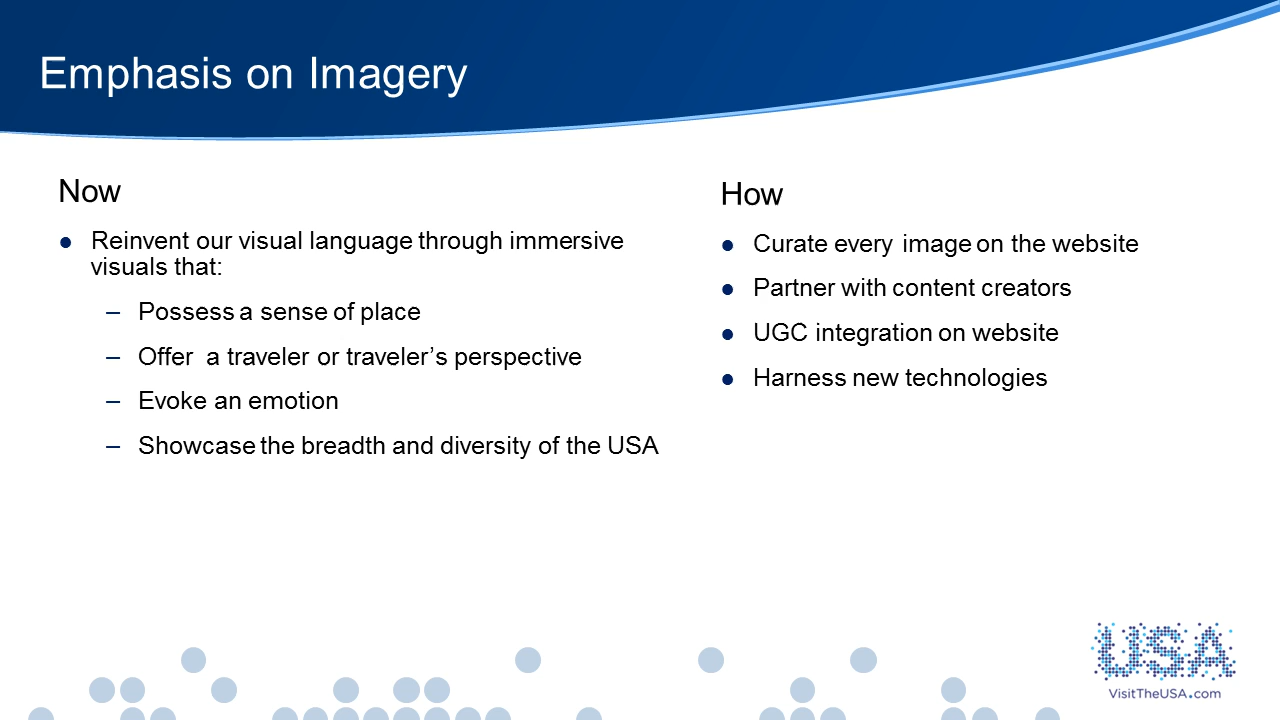 Emphasis on Imagery
Now
● Reinvent our visual language through immersive
visuals that:
– Possess a sense of place
– Offer  a traveler or traveler’s perspective
– Evoke an emotion
– Showcase the breadth and diversity of the USA
How
● Curate every image on the website
● Partner with content creators
● UGC integration on website
● Harness new technologies
USA
VisitTheUSA.com